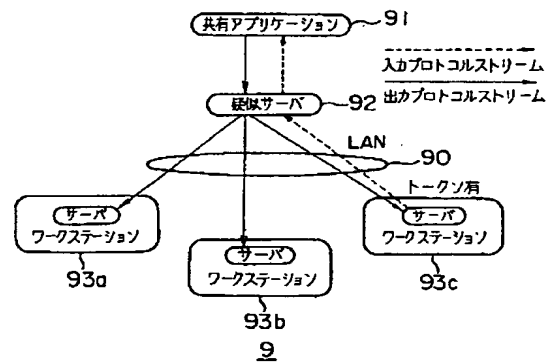 共有アプリケーション
91
入力プロトコルストリーム
出力プロトコルストリーム
疑似サーバ
92
LAN
90
トークン有
サーバ
ワークステーション
93a
サーバ
ワークステーション
93b
サーバ
ワークステーション
93c
9